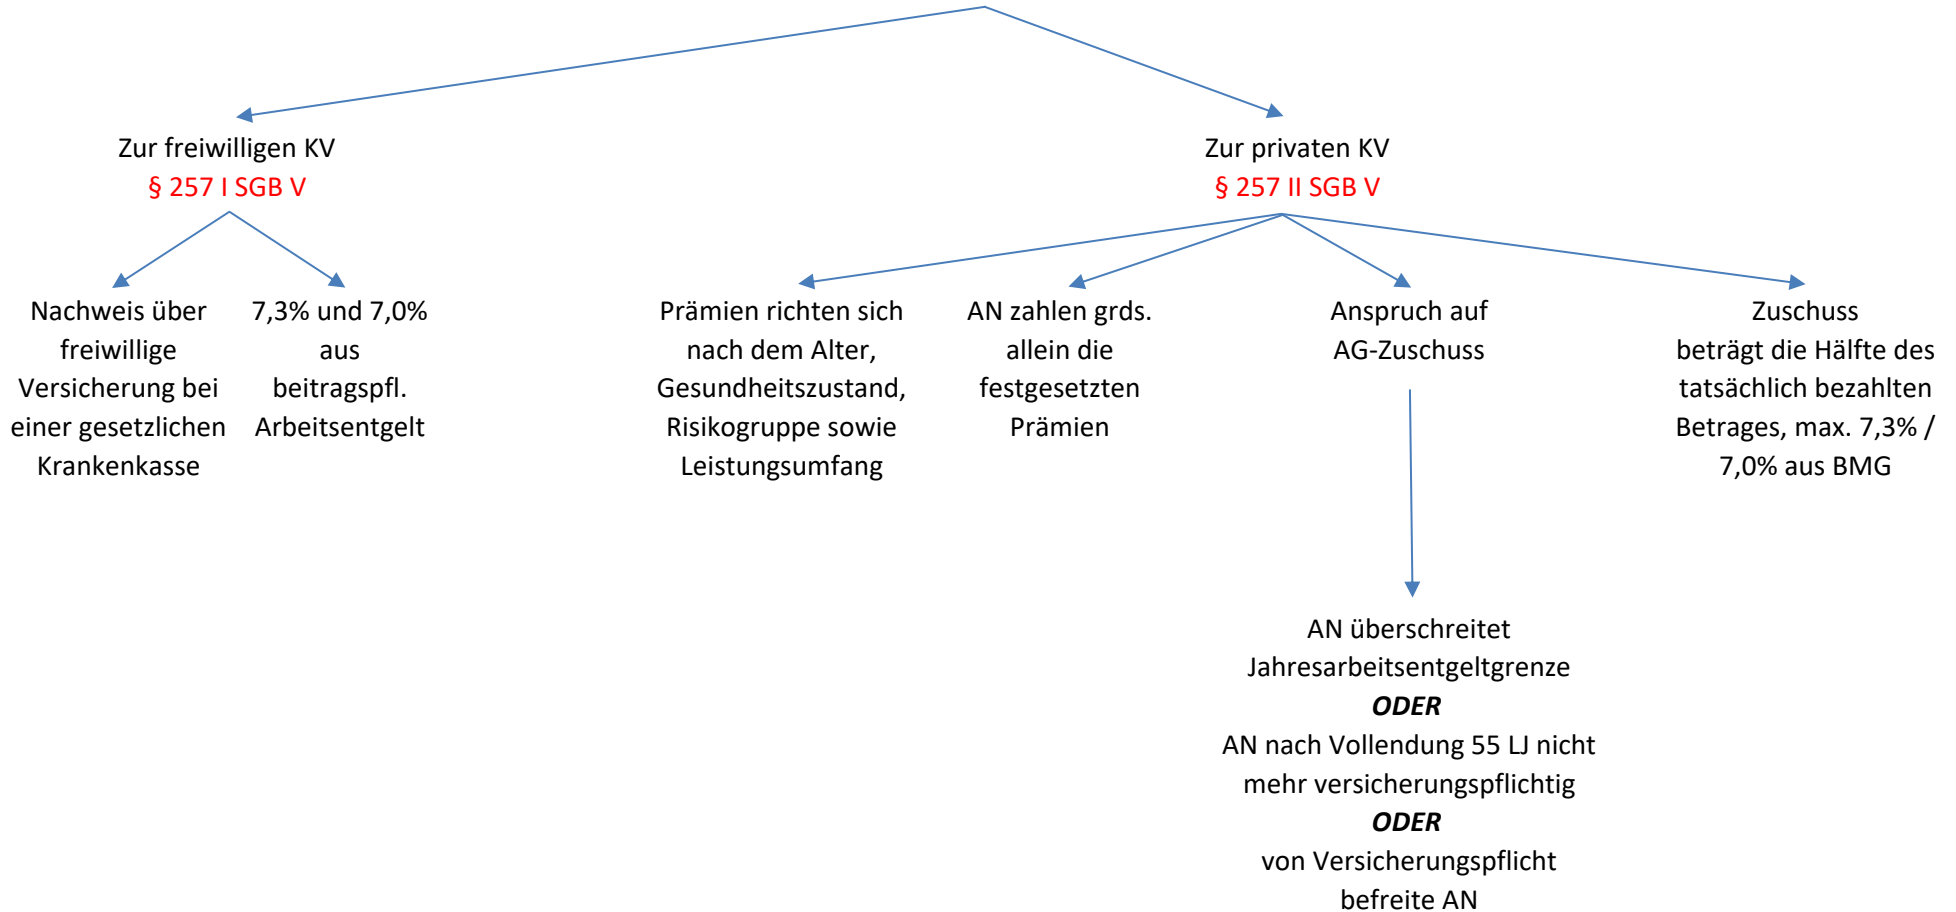 Zur freiwilligen KV
§ 257 I SGB V
Zur privaten KV
§ 257 II SGB V
Nachweis über
freiwillige
Versicherung bei
einer gesetzlichen
Krankenkasse
7,3% und 7,0%
aus
beitragspfl.
Arbeitsentgelt
Prämien richten sich
nach dem Alter,
Gesundheitszustand,
Risikogruppe sowie
Leistungsumfang
AN zahlen grds.
allein die
festgesetzten
Prämien
Anspruch auf
AG-Zuschuss
Zuschuss
beträgt die Hälfte des
tatsächlich bezahlten
Betrages, max. 7,3% /
7,0% aus BMG
AN überschreitet
Jahresarbeitsentgeltgrenze
ODER
AN nach Vollendung 55 LJ nicht
mehr versicherungspflichtig
ODER
von Versicherungspflicht
befreite AN